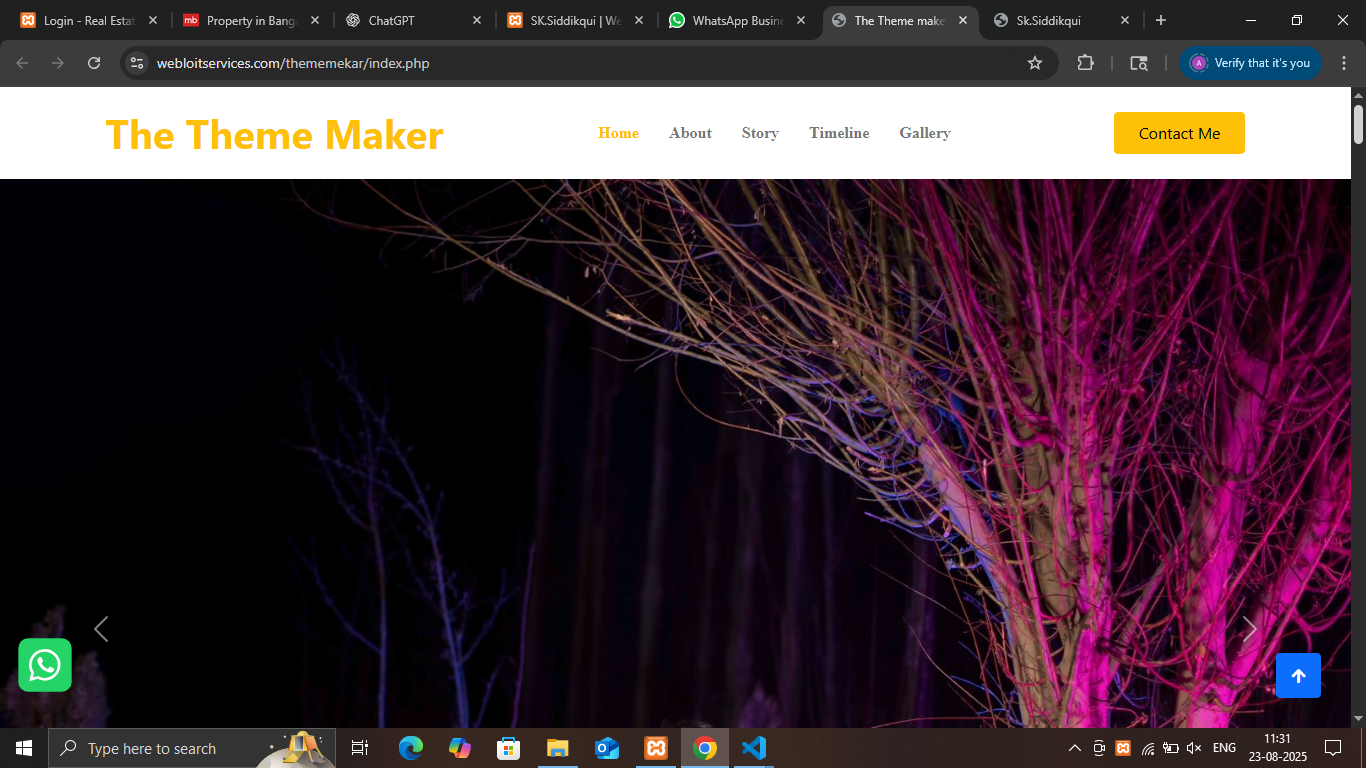 Login - Real Estat
Property in Banga
ChatGPT
SK.Siddikqui | We
WhatsApp Busine
The Theme make
Sk.Siddikqui
webloitservices.com/thememekar/index.php
Verify that it's you
The Theme Maker
Home
About
Story
Timeline
Gallery
Contact Me
Type here to search
ENG
11:31
23-08-2025